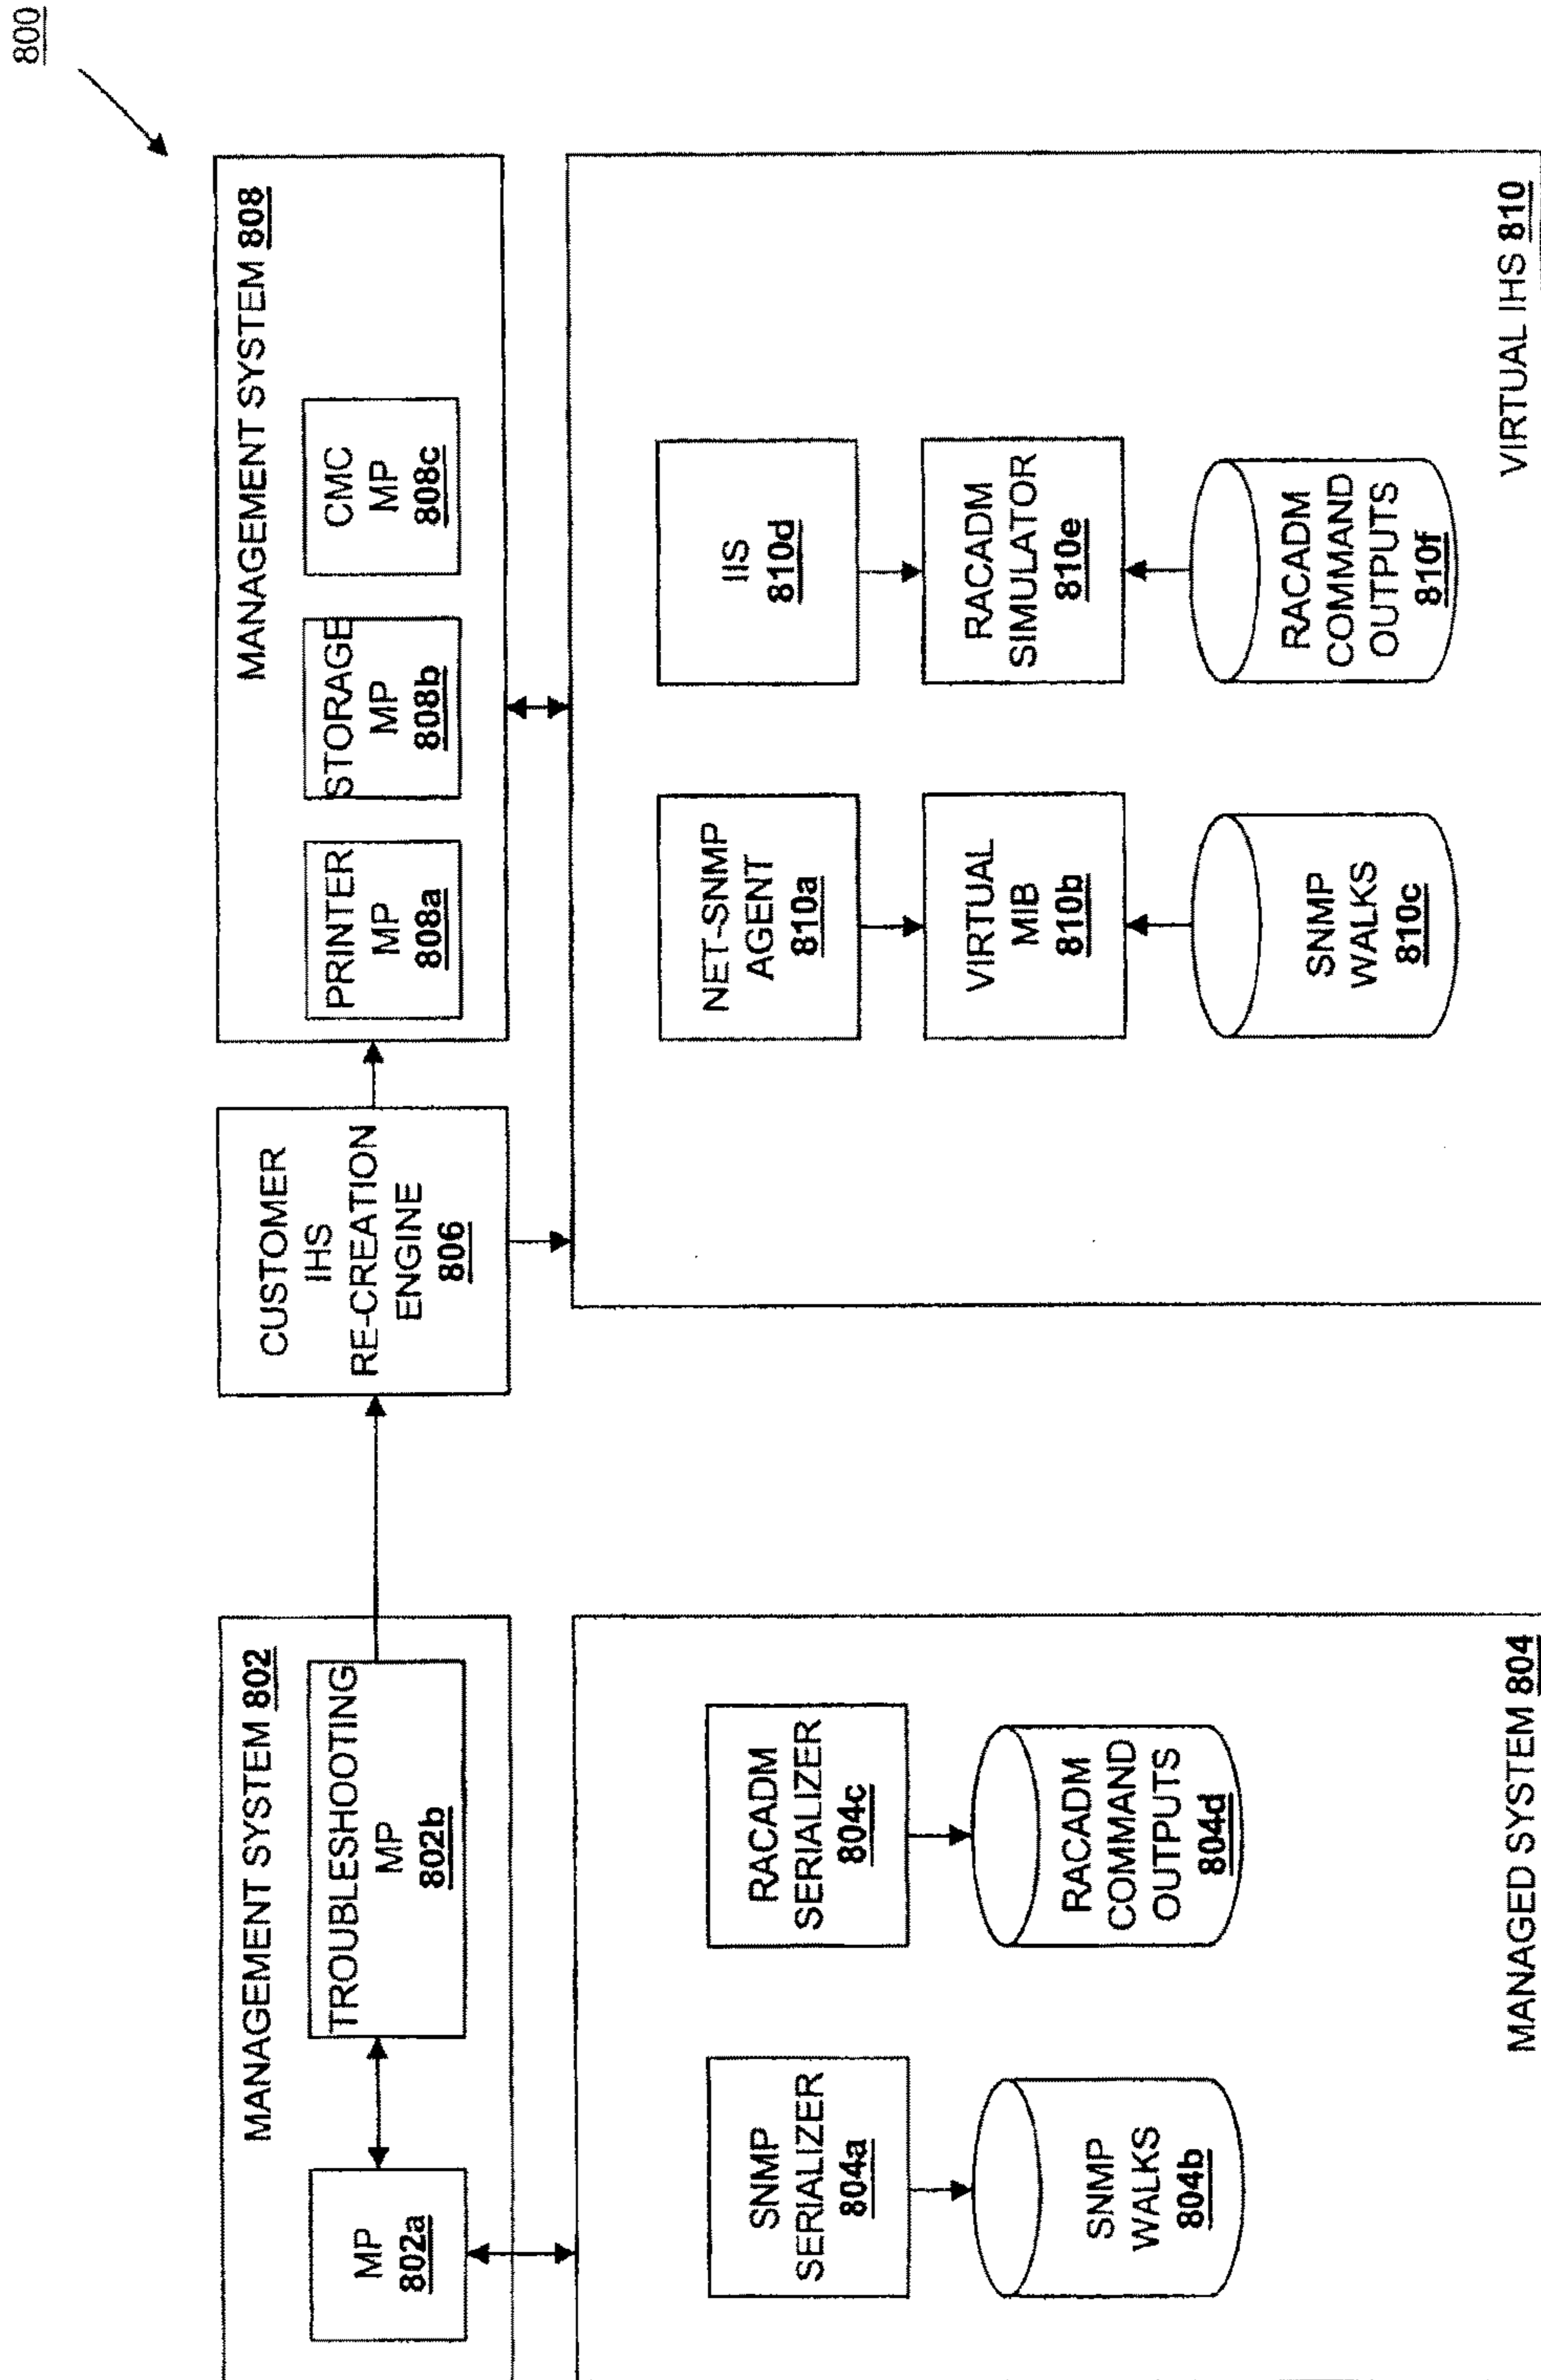 800
MANAGEMENT SYSTEM 802
MP
802a
TROUBLESHOOTING
MP
802b
CUSTOMER
IHS
RE-CREATION
ENGINE
806
MANAGEMENT SYSTEM 808
PRINTER
MP
808a
STORAGE
MP
808b
CMC
MP
808c
SNMP
SERIALIZER
804a
SNMP
WALKS
804b
RACADM
SERIALIZER
804c
RACADM
COMMAND
OUTPUTS
804d
MANAGED SYSTEM 804
NET-SNMP
AGENT
810a
VIRTUAL
MIB
810b
SNMP
WALKS
810c
IIS
810d
RACADM
SIMULATOR
810e
RACADM
COMMAND
OUTPUTS
810f
VIRTUAL IHS 810